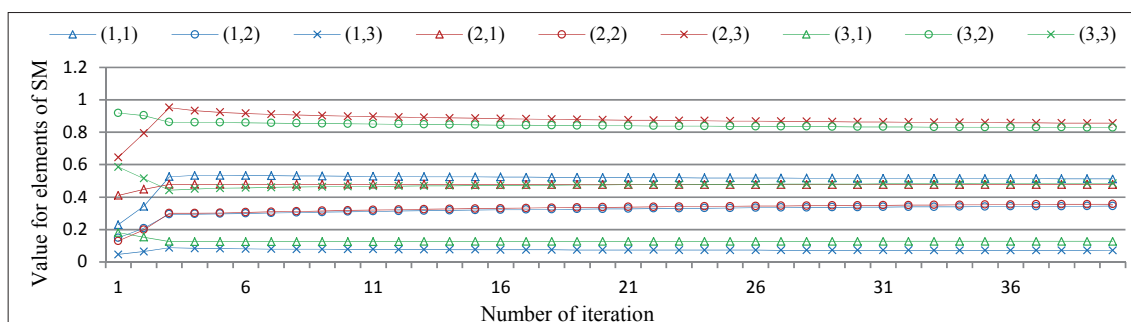 (1,1) (1,2) (1,3) (2,1) (2,2) (2,3) (3,1) (3,2) (3,3)
Value for elements of SM
1.2
1
0.8
0.6
0.4
0.2
0
1 6 11 16 21 26 31 36
Number of iteration